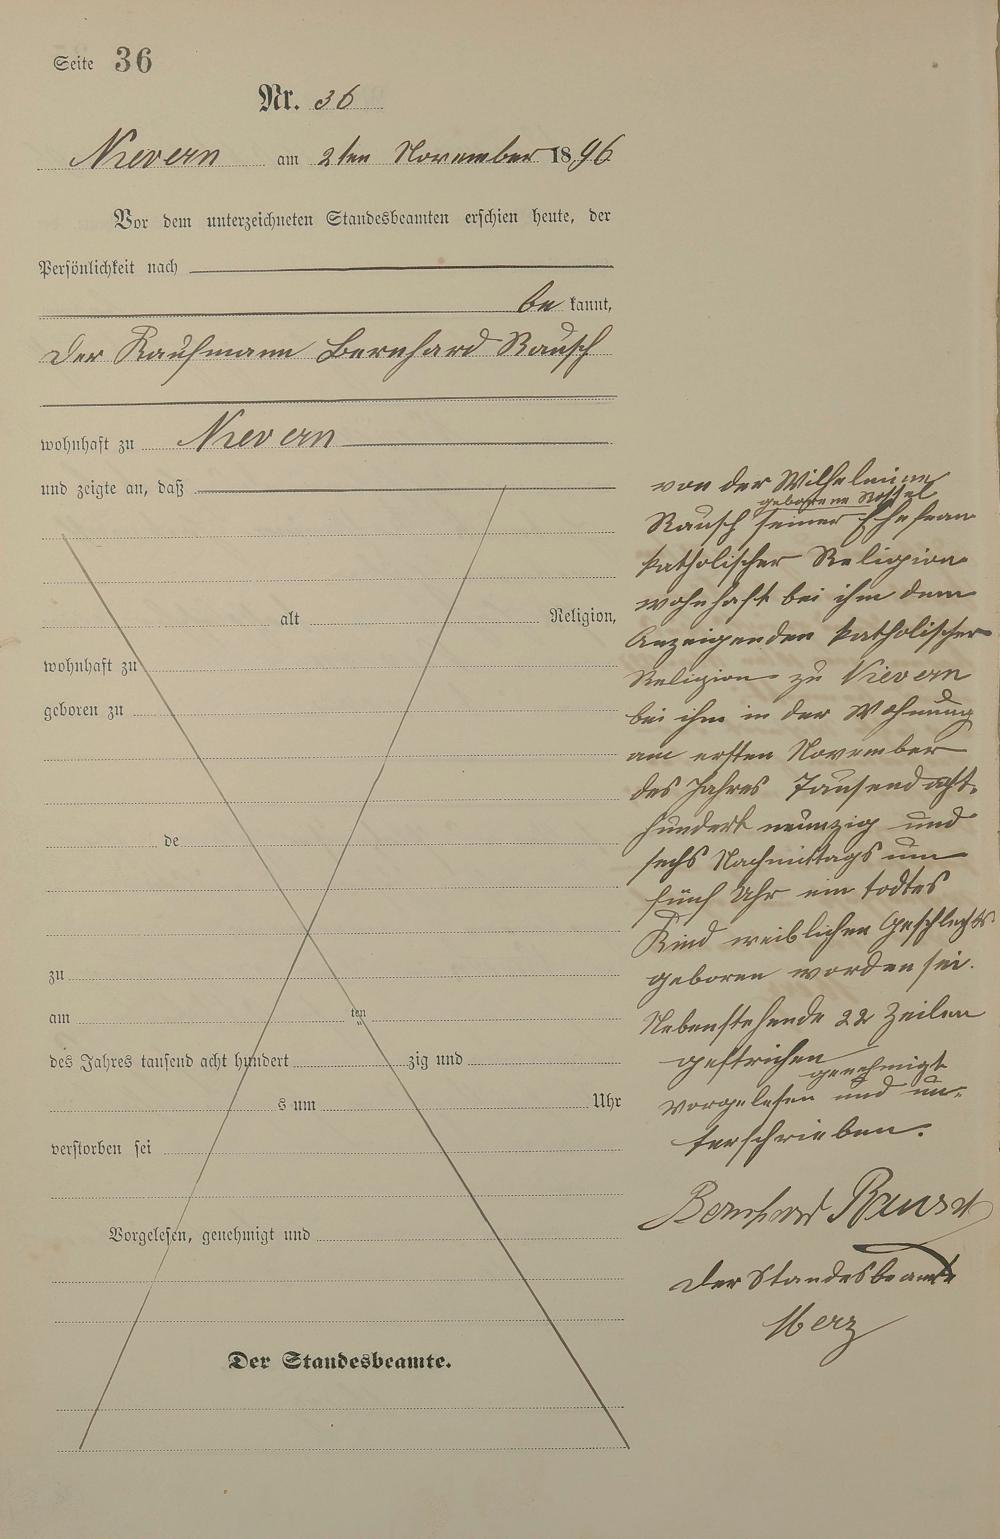 Seite 36
Nr. 36
Nievern am 2ten November 1896
Vor dem unterzeichneten Standesbeamten erschien heute, der
Persönlichkeit nach
be kannt,
der Kaufmann Bernhard Rausch
wohnhaft zu Nievern
und zeigte an, daß
alt Religion,
wohnhaft zu
geboren zu
de
zu
am ten
des Jahres tausend acht hundert zig und
s um Uhr
verstorben sei
Vorgelesen, genehmigt und
Der Standesbeamte.
von der Wilhelmine
geborene
Rausch seiner Ehefrau
katholischer Religion
wohnhaft bei ihm dem
Anzeigenden katholischer
Religion zu Nievern
bei ihm in der Wohnung
am ersten November
des Jahres Tausend acht-
hundert neunzig und
sechs Nachmittags um
fünf Uhr ein todtes
Kind weiblichen Geschlechts
geboren worden sei.
Nebenstehende 22 Zeilen
gestrichen
genehmigt
Vorgelesen und un-
terschrieben.
Bernhard Rausch
Der Standesbeamte
Merz